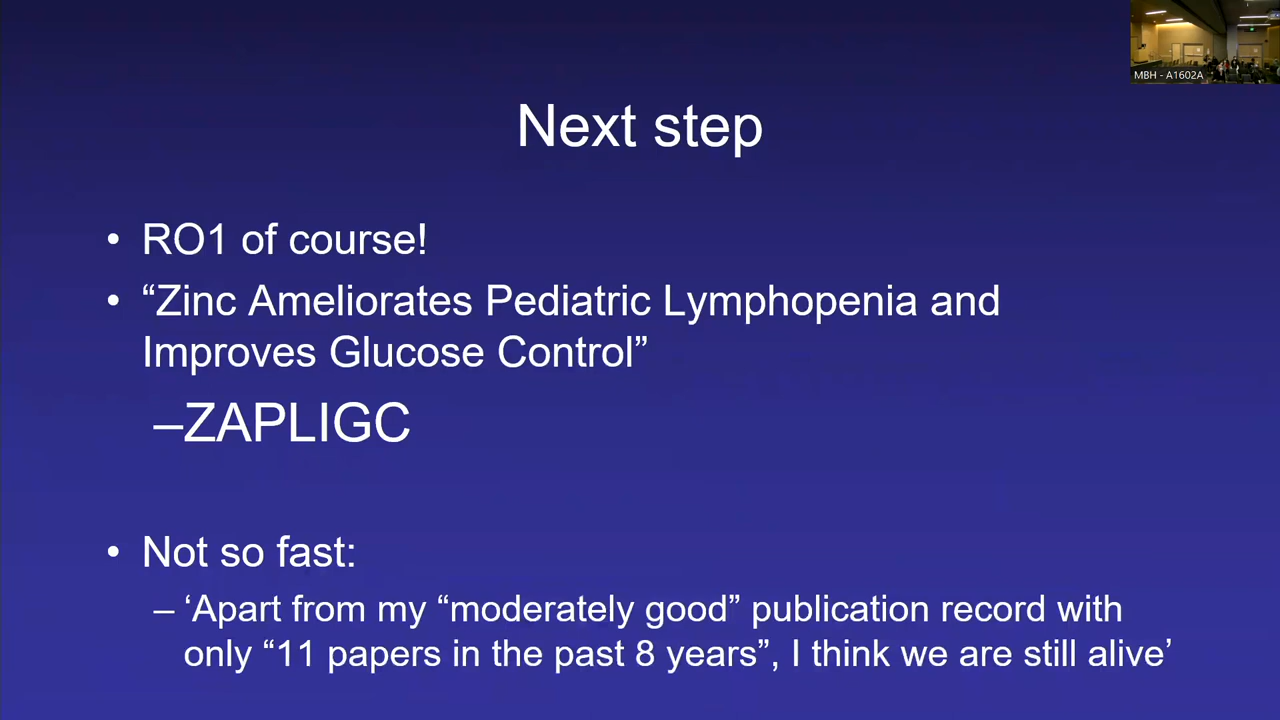 MBH - A1602A
Next step
• RO1 of course!
• “Zinc Ameliorates Pediatric Lymphopenia and
Improves Glucose Control”
–ZAPLIGC
• Not so fast:
– ‘Apart from my “moderately good” publication record with
only “11 papers in the past 8 years”, I think we are still alive’